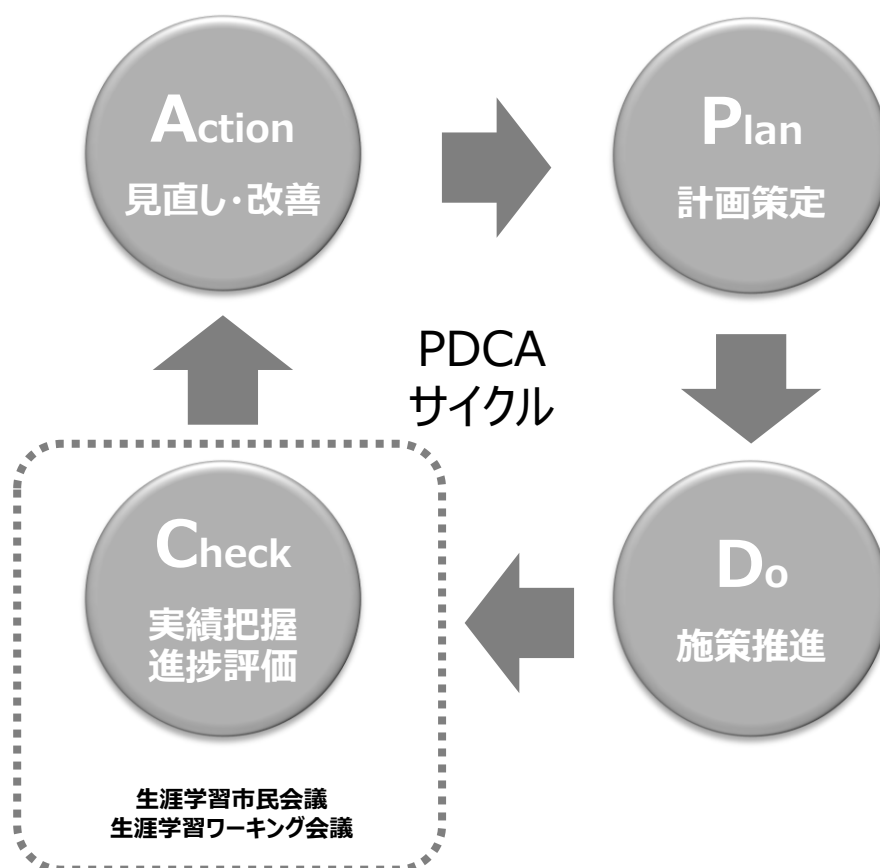 Action
見直し・改善
Plan
計画策定
PDCA
サイクル
Check
実績把握
進捗評価
Do
施策推進
生涯学習市民会議
生涯学習ワーキング会議